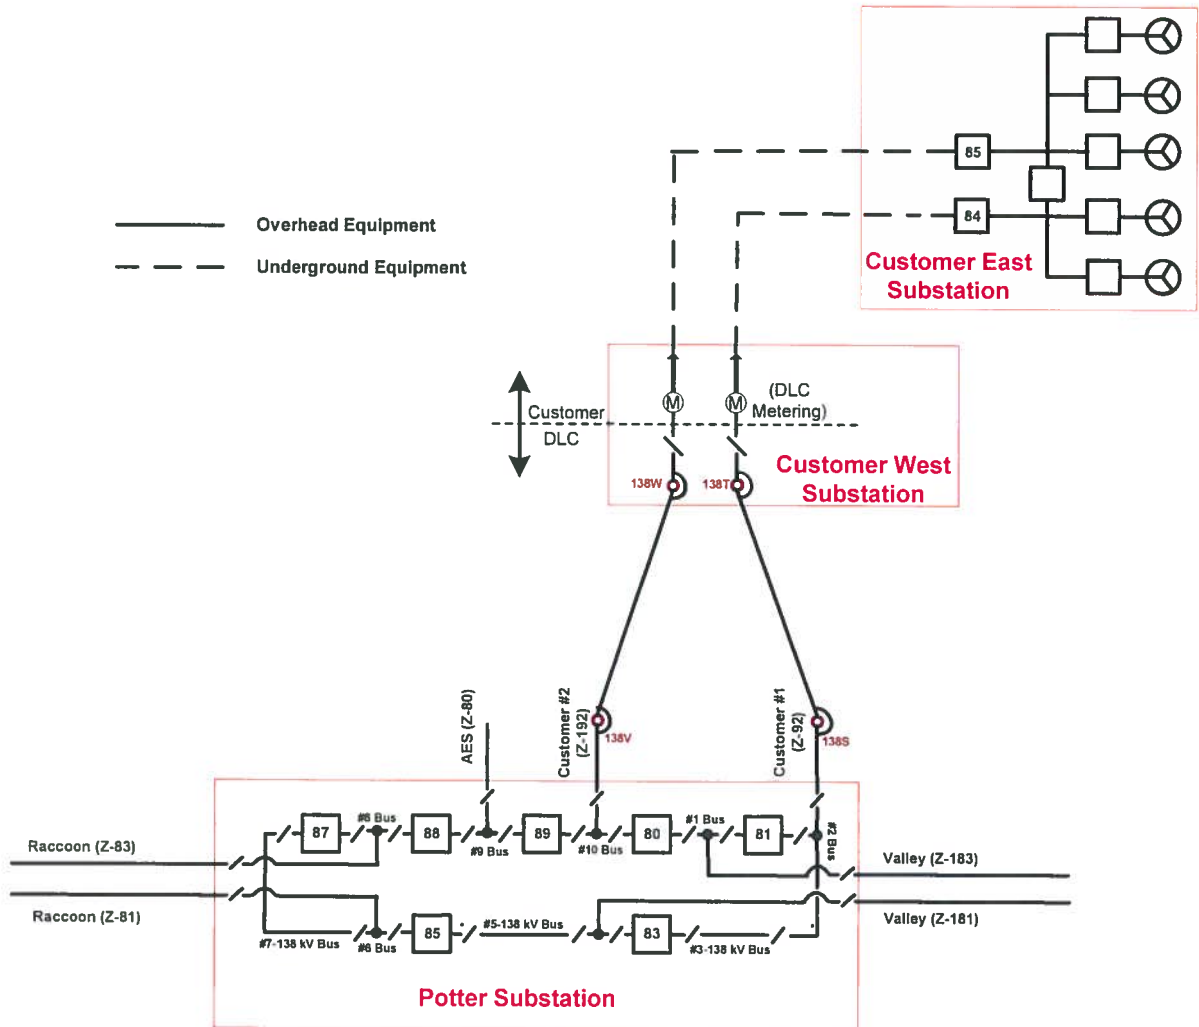 85
84
Customer East
Substation
Overhead Equipment
Underground Equipment
M
M
(DLC
Metering)
Customer
DLC
Customer West
Substation
138W
138T
AES (Z-80)
Customer #2
(Z-192)
138V
Customer #1
(Z-92)
138S
87
#8 Bus
88
#9 Bus
89
#10 Bus
80
#1 Bus
81
#2 Bus
Raccoon (Z-83)
Valley (Z-183)
Raccoon (Z-81)
Valley (Z-181)
#7-138 kV Bus
#6 Bus
85
#5-138 kV Bus
83
#3-138 kV Bus
Potter Substation